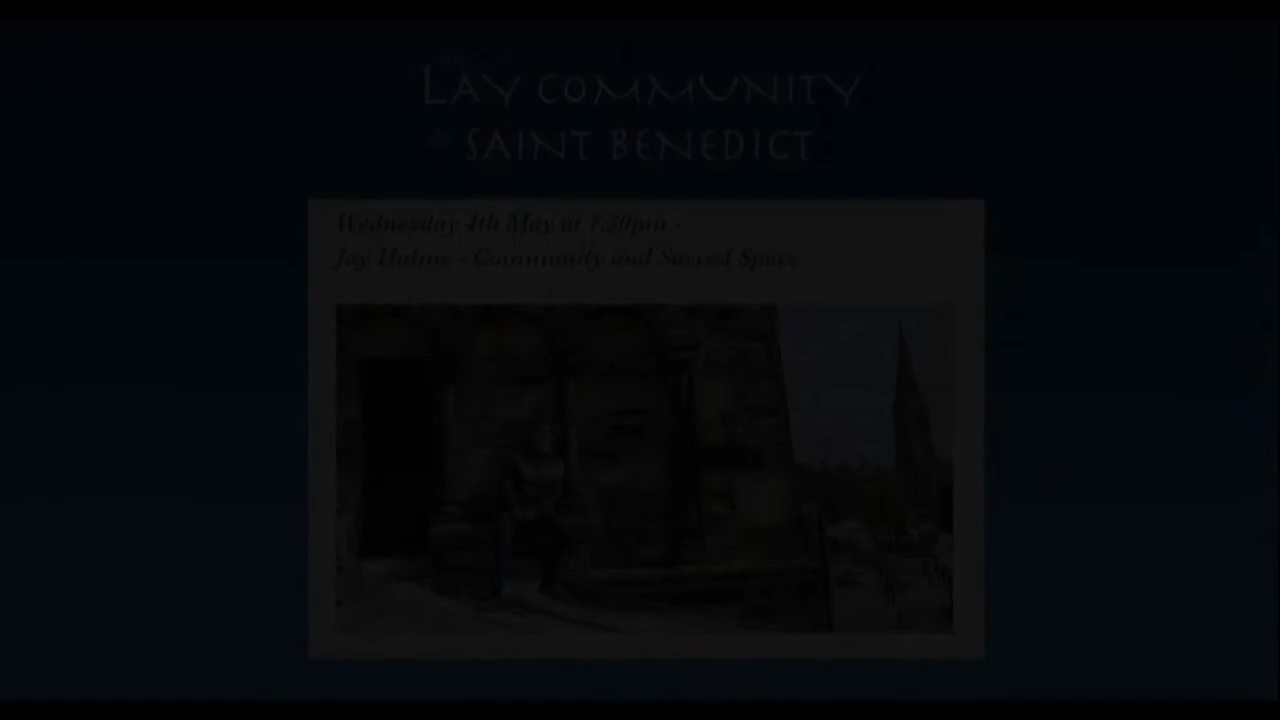 LAY COMMUNITY
SAINT BENEDICT
Wednesday 4th May at 7:30pm -
Jay Hulme - Community and Sacred Space